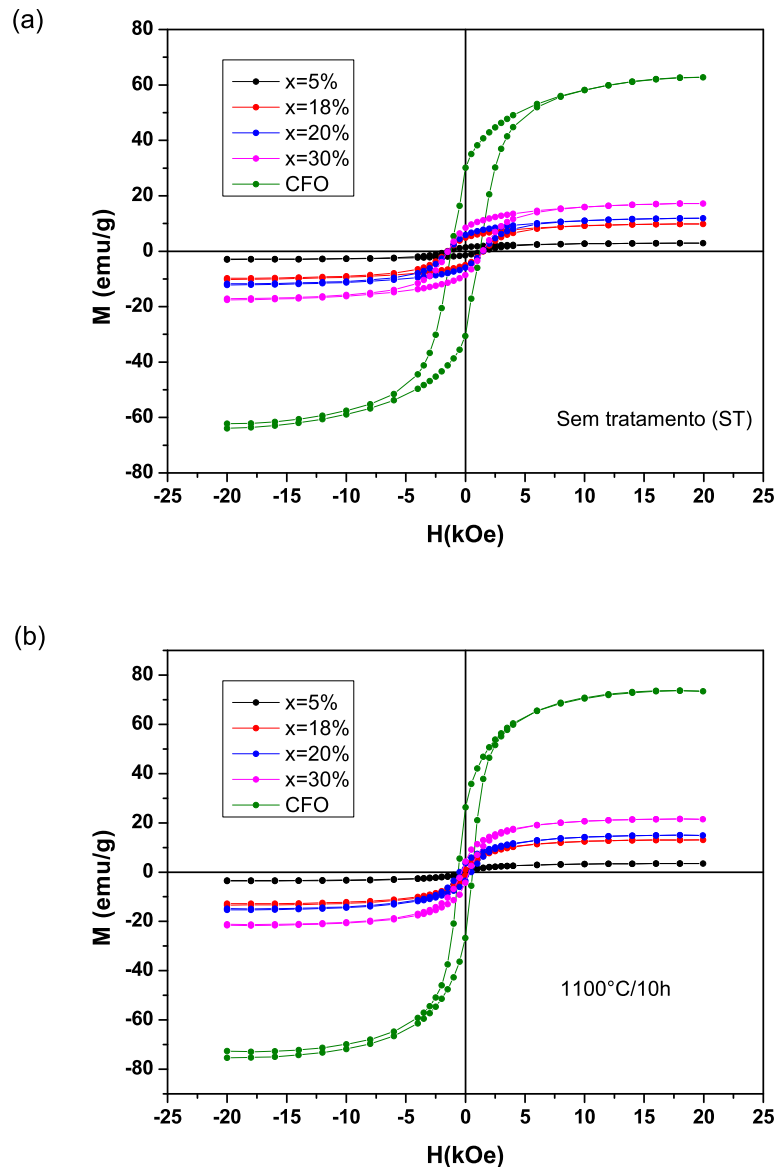 (a)
80
60
40
20
0
-20
-40
-60
-80
M (emu/g)
x=5%
x=18%
x=20%
x=30%
CFO
Sem tratamento (ST)
-25 -20 -15 -10 -5 0 5 10 15 20 25
H(kOe)
(b)
80
60
40
20
0
-20
-40
-60
-80
M (emu/g)
x=5%
x=18%
x=20%
x=30%
CFO
1100°C/10h
-25 -20 -15 -10 -5 0 5 10 15 20 25
H(kOe)